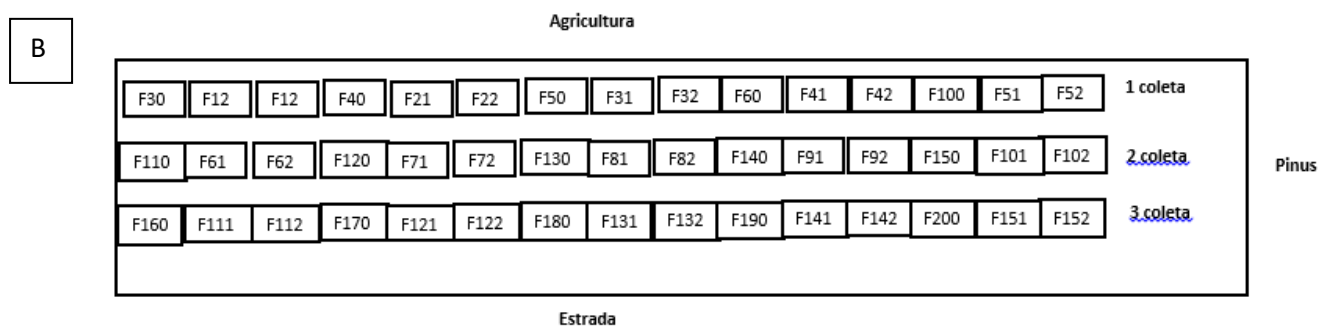 Agricultura
B
F30 F12 F12 F40 F21 F22 F50 F31 F32 F60 F41 F42 F100 F51 F52 1 coleta
F110 F61 F62 F120 F71 F72 F130 F81 F82 F140 F91 F92 F150 F101 F102 2 coleta
Pinus
F160 F111 F112 F170 F121 F122 F180 F131 F132 F190 F141 F142 F200 F151 F152 3 coleta
Estrada